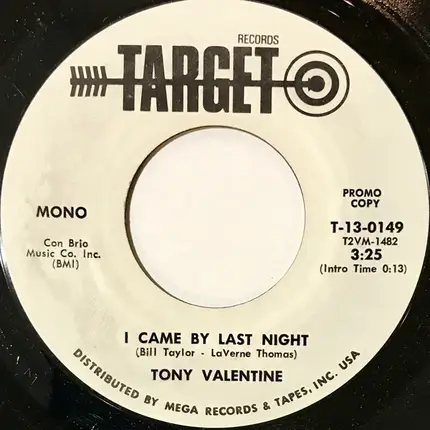 RECORDS
TARGET
PROMO
COPY
MONO
T-13-0149
T2VM-1482
3:25
(Intro Time 0:13)
Con Brio
Music Co. Inc.
(BMI)
I CAME BY LAST NIGHT
(Bill Taylor - LaVerne Thomas)
TONY VALENTINE
DISTRIBUTED BY MEGA RECORDS & TAPES, INC. USA